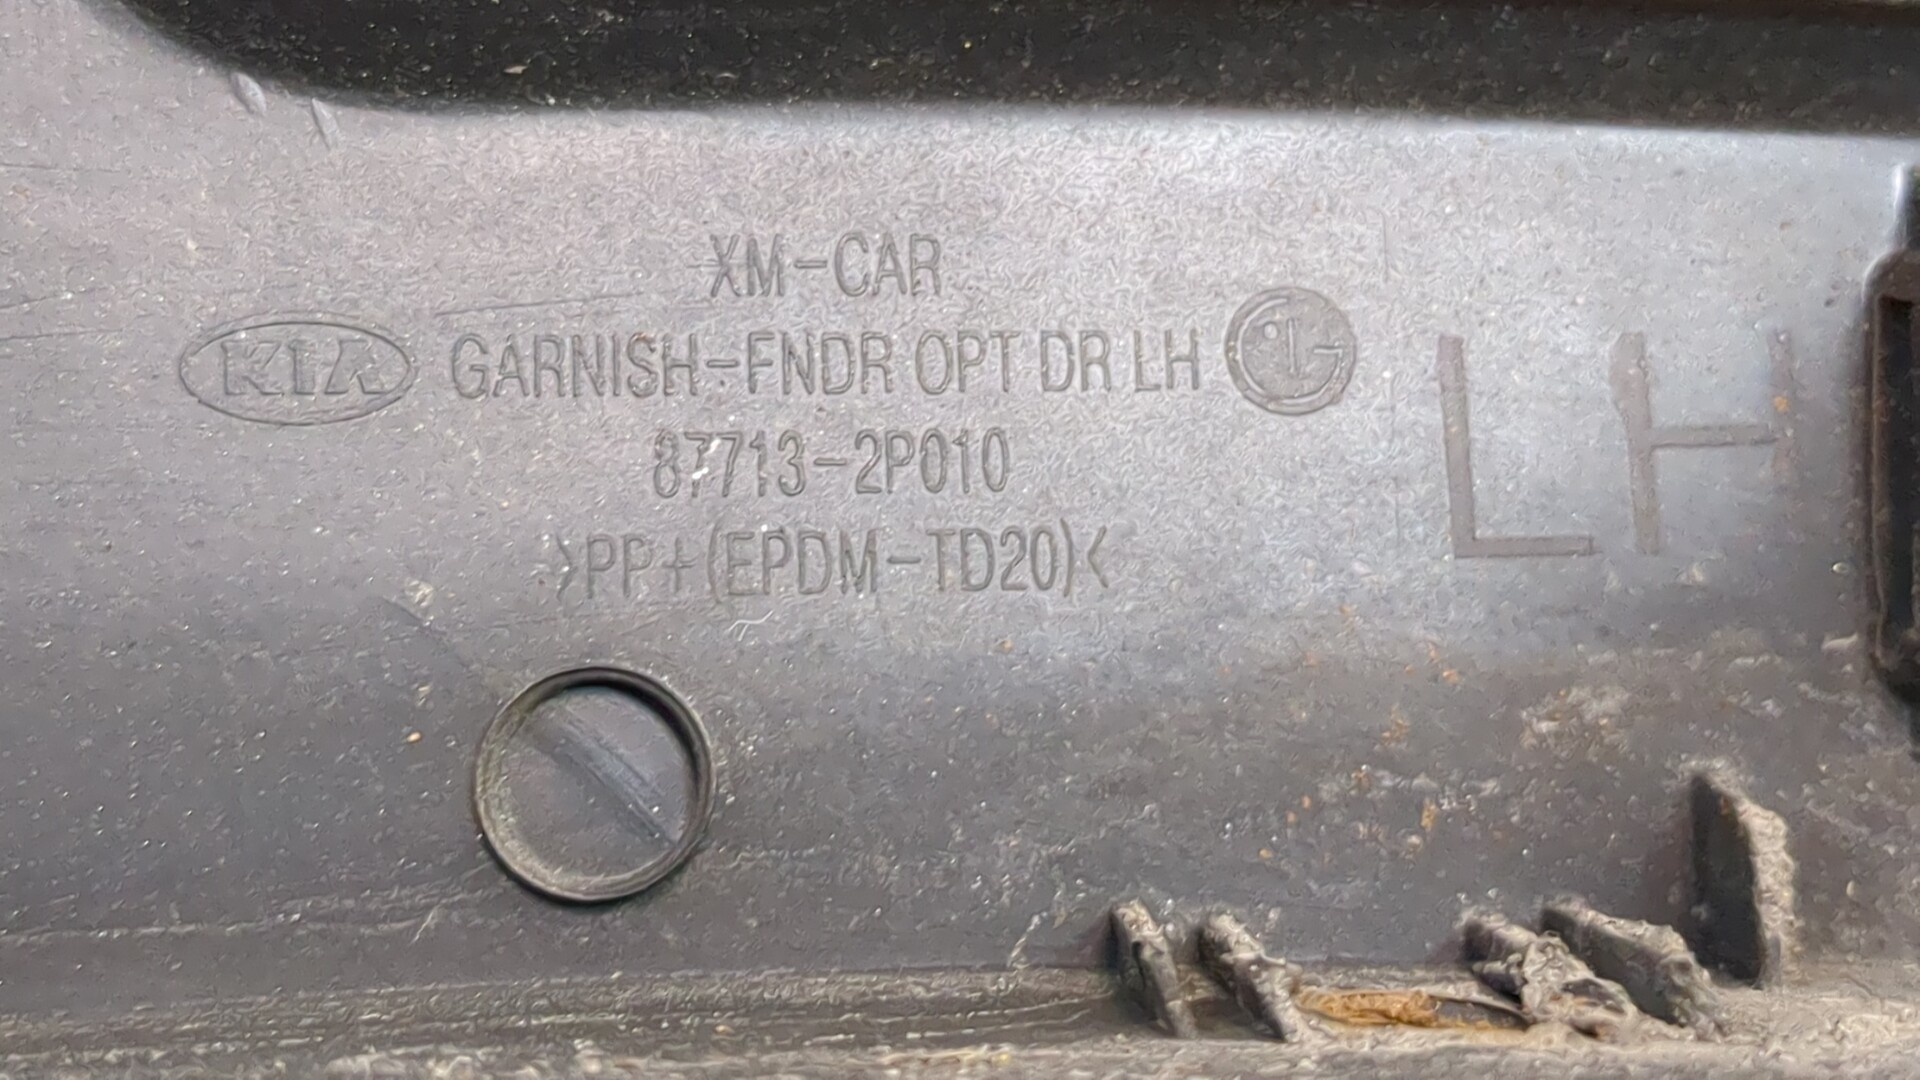 XM-CAR
KIA GARNISH-FNDR OPT DR LH LG
87713-2P010
>PP+(EPDM-TD20)<
LH